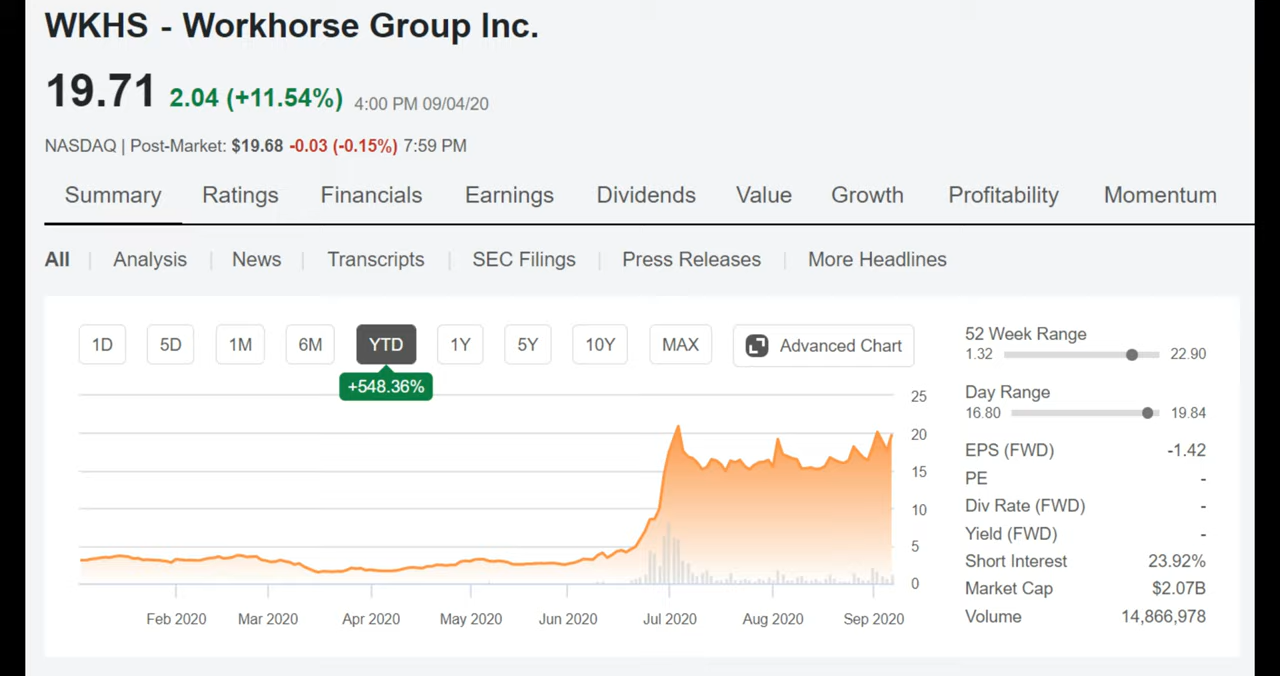 WKHS - Workhorse Group Inc.
19.71 2.04 (+11.54%) 4:00 PM 09/04/20
NASDAQ | Post-Market: $19.68 -0.03 (-0.15%) 7:59 PM
Summary Ratings Financials Earnings Dividends Value Growth Profitability Momentum
All | Analysis | News | Transcripts | SEC Filings | Press Releases | More Headlines
1D 5D 1M 6M YTD 1Y 5Y 10Y MAX Advanced Chart
+548.36%
25
20
15
10
5
0
Feb 2020 Mar 2020 Apr 2020 May 2020 Jun 2020 Jul 2020 Aug 2020 Sep 2020
52 Week Range
1.32 22.90
Day Range
16.80 19.84
EPS (FWD) -1.42
PE -
Div Rate (FWD) -
Yield (FWD) -
Short Interest 23.92%
Market Cap $2.07B
Volume 14,866,978